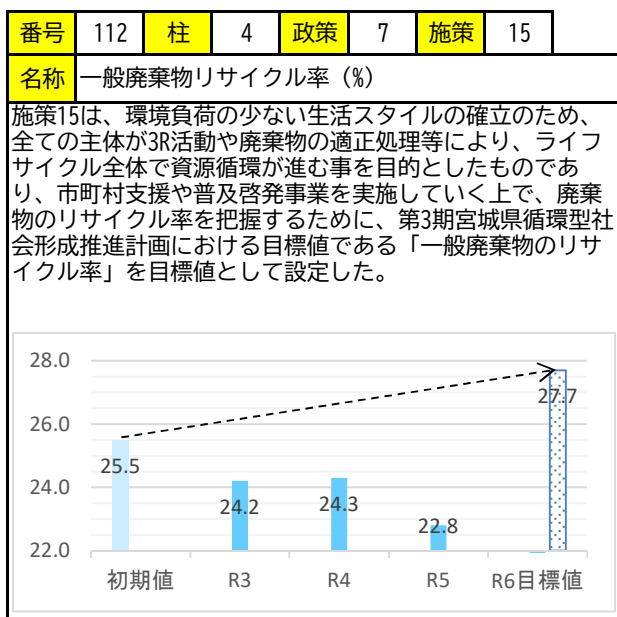 番号 112 柱 4 政策 7 施策 15
名称 一般廃棄物リサイクル率（%）
施策15は、環境負荷の少ない生活スタイルの確立のため、
全ての主体が3R活動や廃棄物の適正処理等により、ライフ
サイクル全体で資源循環が進む事を目的としたものであ
り、市町村支援や普及啓発事業を実施していく上で、廃棄
物のリサイクル率を把握するために、第3期宮城県循環型社
会形成推進計画における目標値である「一般廃棄物のリサ
イクル率」を目標値として設定した。
28.0
27.7
26.0
25.5
24.0
24.2
24.3
22.8
22.0
初期値 R3 R4 R5 R6目標値